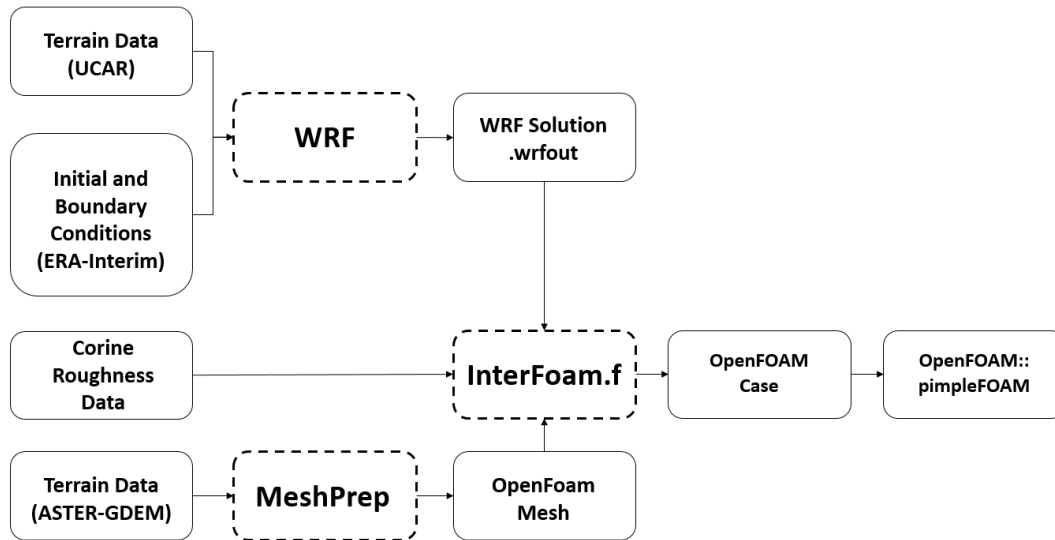 Terrain Data
(UCAR)
WRF
WRF Solution
.wrfout
Initial and
Boundary
Conditions
(ERA-Interim)
Corine
Roughness
Data
InterFoam.f
OpenFOAM
Case
OpenFOAM::
pimpleFOAM
Terrain Data
(ASTER-GDEM)
MeshPrep
OpenFoam
Mesh